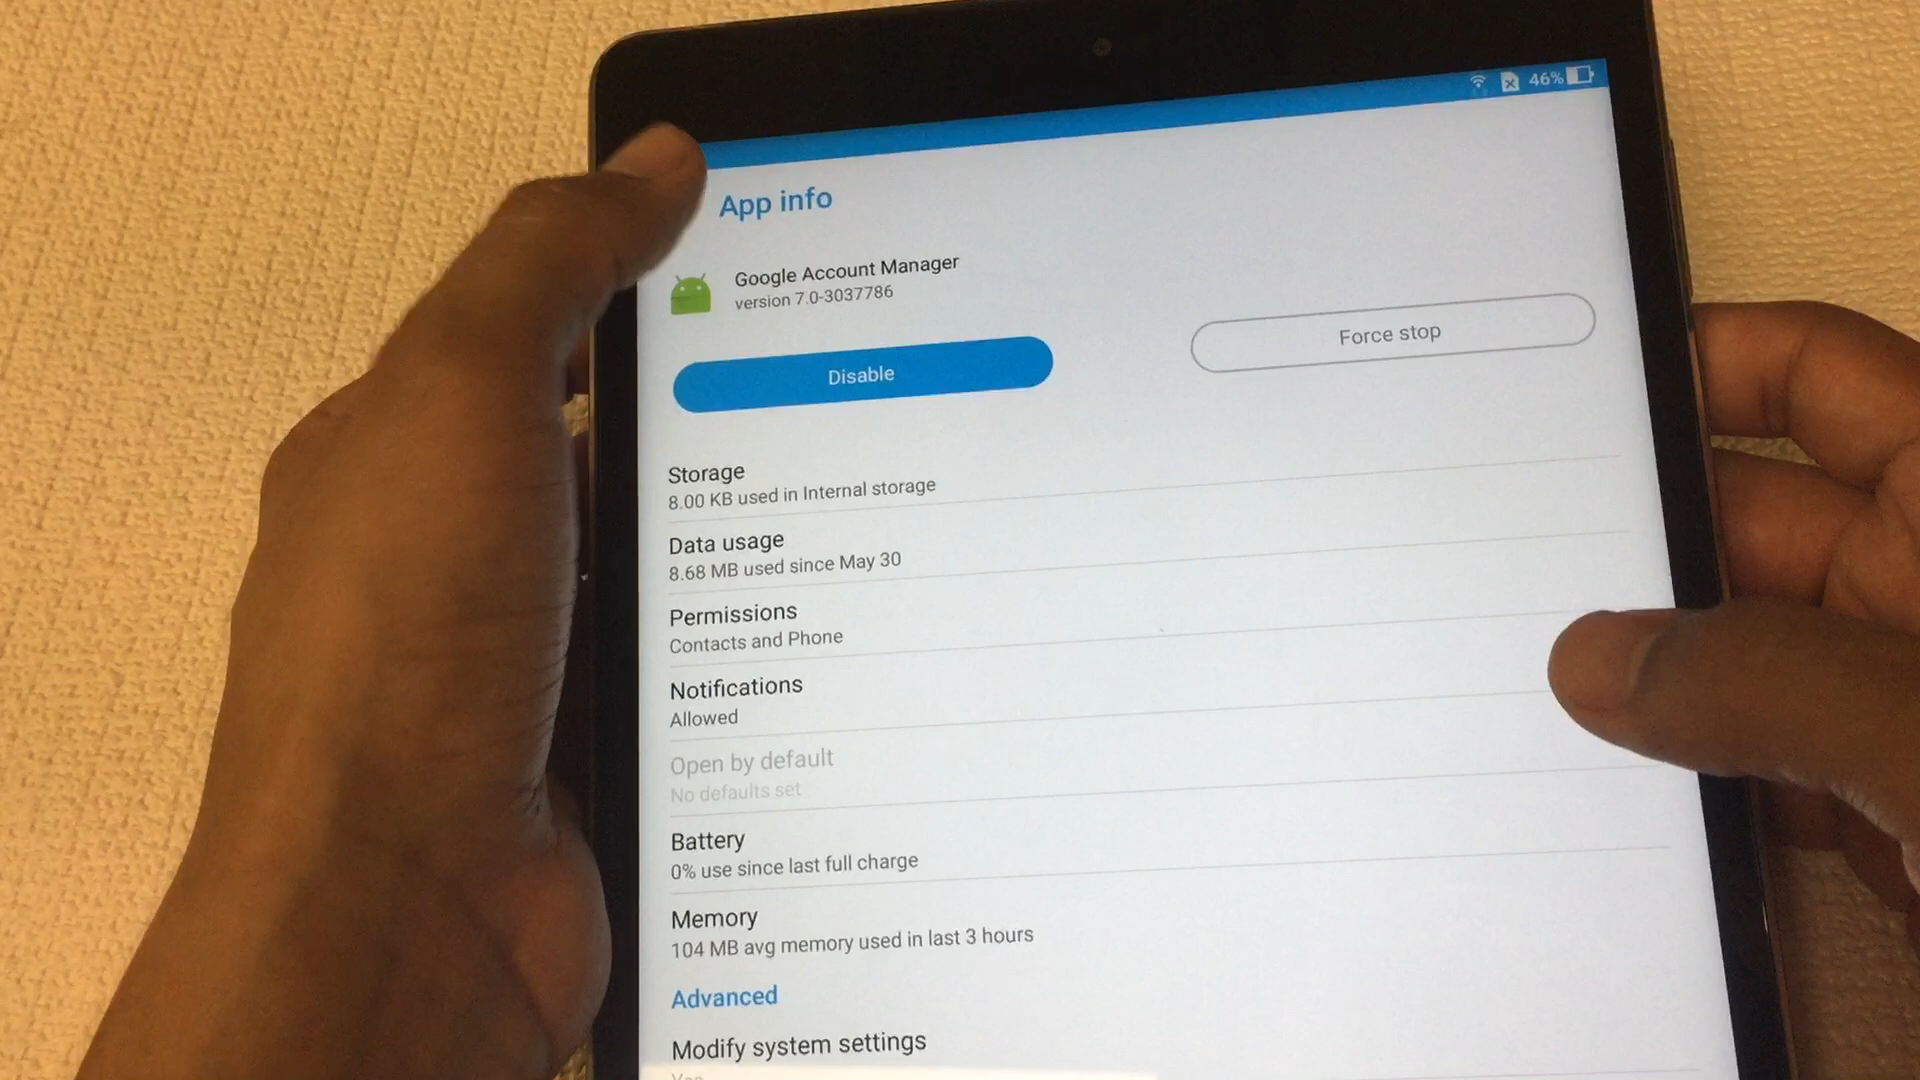 46%
App info
Google Account Manager
version 7.0-3037786
Disable
Force stop
Storage
8.00 KB used in Internal storage
Data usage
8.68 MB used since May 30
Permissions
Contacts and Phone
Notifications
Allowed
Open by default
No defaults set
Battery
0% use since last full charge
Memory
104 MB avg memory used in last 3 hours
Advanced
Modify system settings